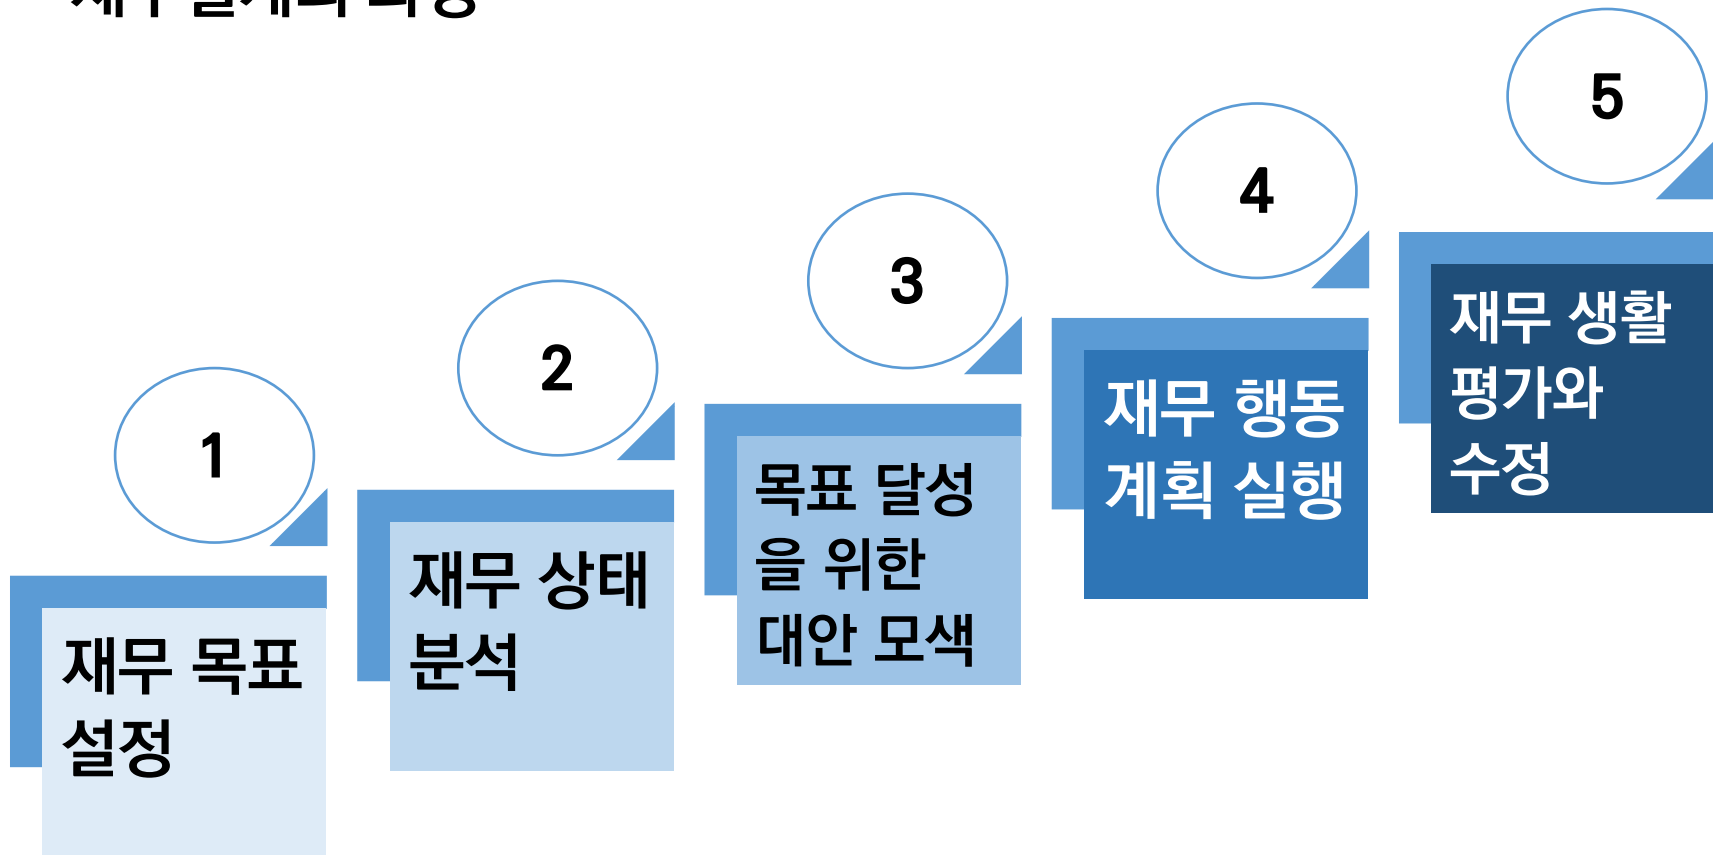 1
재무 목표
설정
2
재무 상태
분석
3
목표 달성
을 위한
대안 모색
4
재무 행동
계획 실행
5
재무 생활
평가와
수정